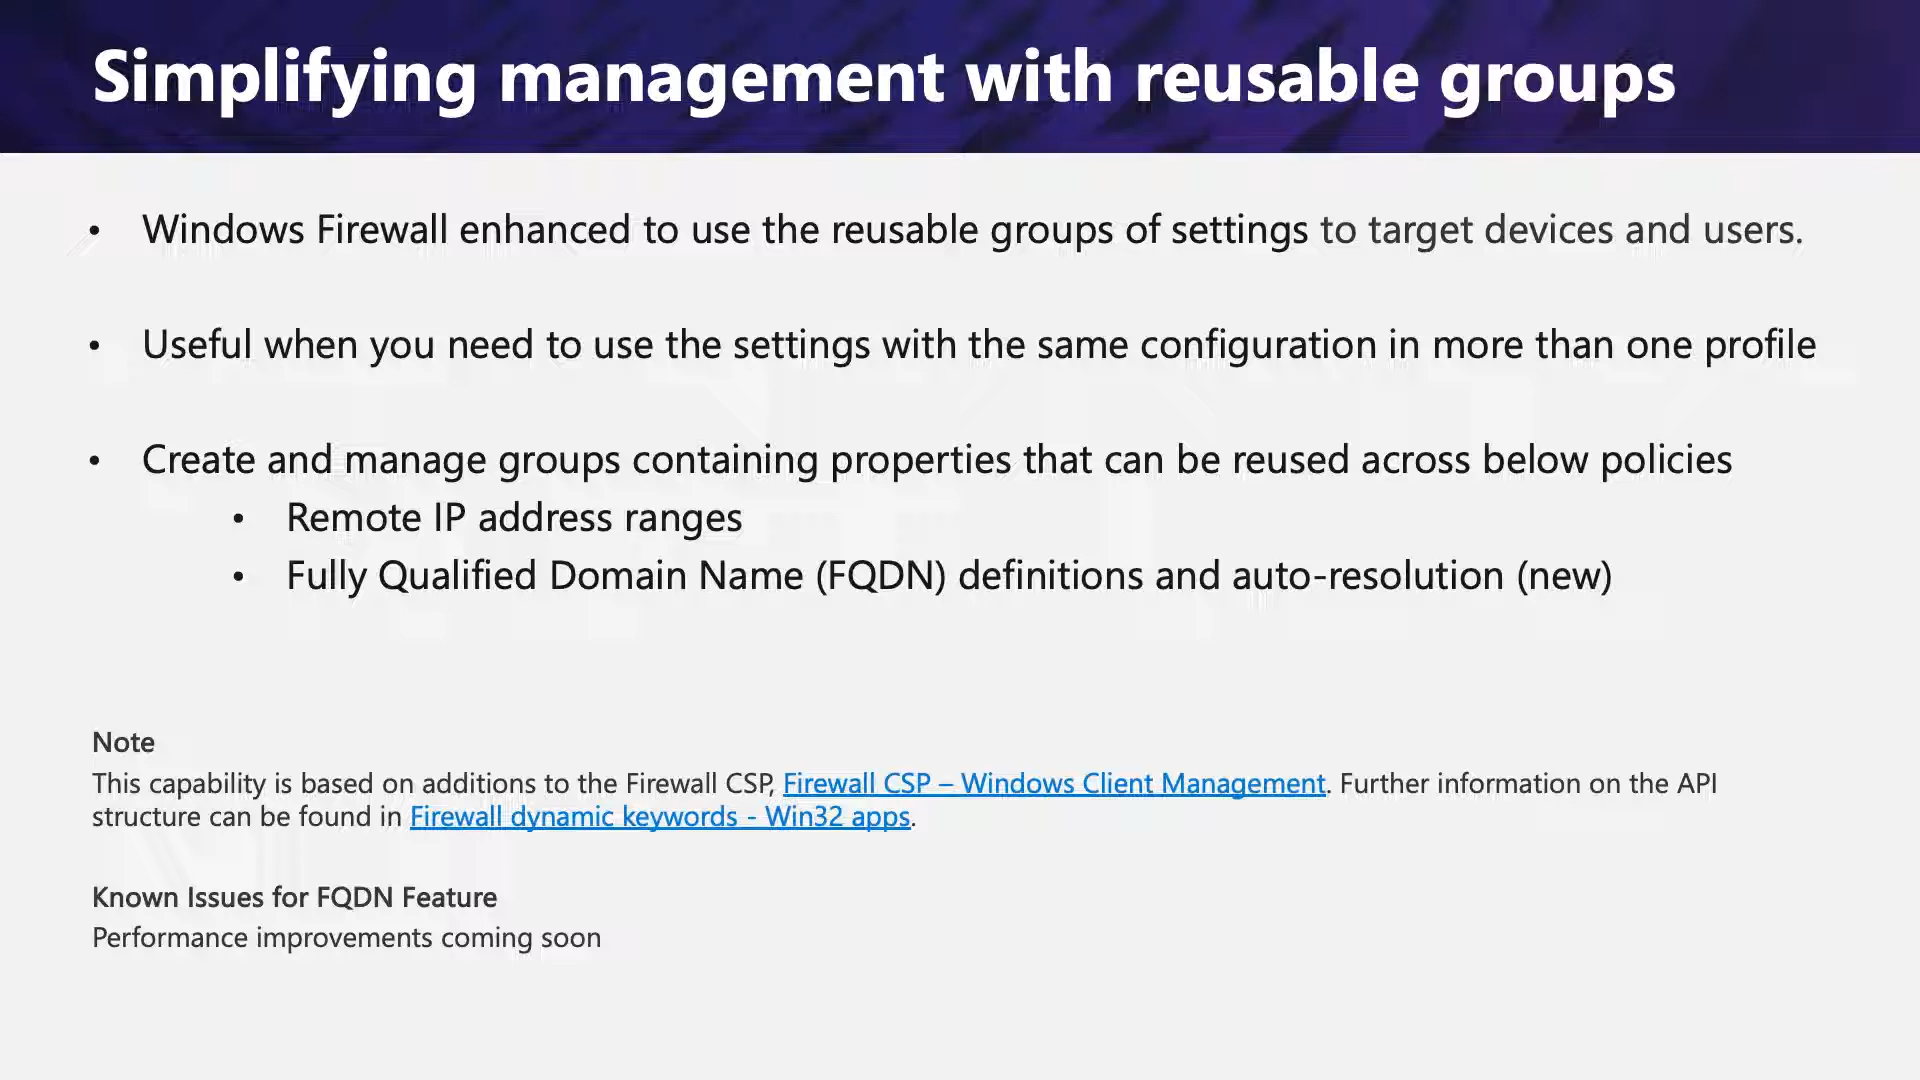 Simplifying management with reusable groups
• Windows Firewall enhanced to use the reusable groups of settings to target devices and users.
• Useful when you need to use the settings with the same configuration in more than one profile
• Create and manage groups containing properties that can be reused across below policies
• Remote IP address ranges
• Fully Qualified Domain Name (FQDN) definitions and auto-resolution (new)
Note
This capability is based on additions to the Firewall CSP, Firewall CSP – Windows Client Management. Further information on the API
structure can be found in Firewall dynamic keywords - Win32 apps.
Known Issues for FQDN Feature
Performance improvements coming soon